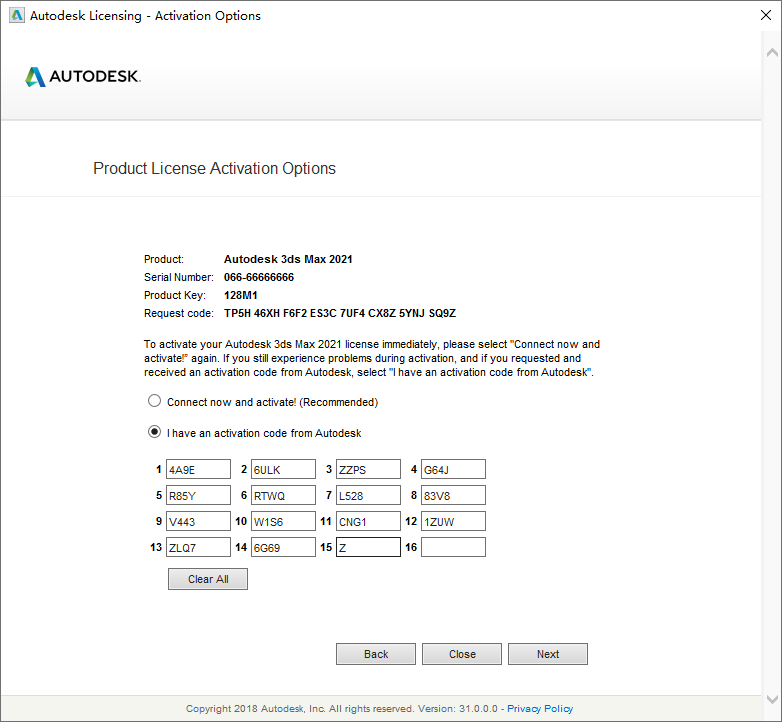 Autodesk Licensing - Activation Options
AUTODESK.
Product License Activation Options
Product: Autodesk 3ds Max 2021
Serial Number: 066-66666666
Product Key: 128M1
Request code: TP5H 46XH F6F2 ES3C 7UF4 CX8Z 5YNJ SQ9Z
To activate your Autodesk 3ds Max 2021 license immediately, please select "Connect now and
activate!" again. If you still experience problems during activation, and if you requested and
received an activation code from Autodesk, select "I have an activation code from Autodesk".
Connect now and activate! (Recommended)
I have an activation code from Autodesk
1 4A9E 2 6ULK 3 ZZPS 4 G64J
5 R85Y 6 RTWQ 7 L528 8 83V8
9 V443 10 W1S6 11 CNG1 12 1ZUW
13 ZLQ7 14 6G69 15 Z 16
Clear All
Back Close Next
Copyright 2018 Autodesk, Inc. All rights reserved. Version: 31.0.0.0 - Privacy Policy